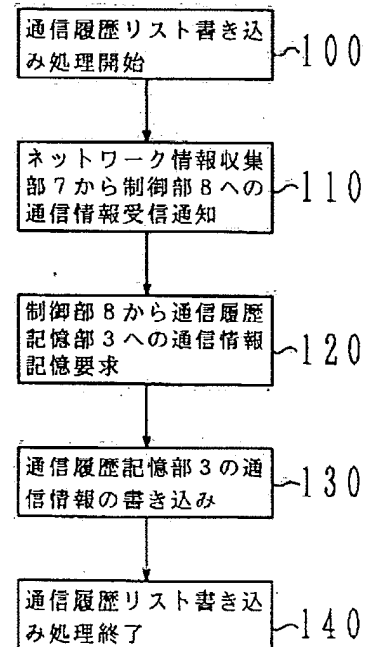 通信履歴リスト書き込
み処理開始
100
ネットワーク情報収集
部7から制御部8への
通信情報受信通知
110
制御部8から通信履歴
記憶部3への通信情報
記憶要求
120
通信履歴記憶部3の通
信情報の書き込み
130
通信履歴リスト書き込
み処理終了
140